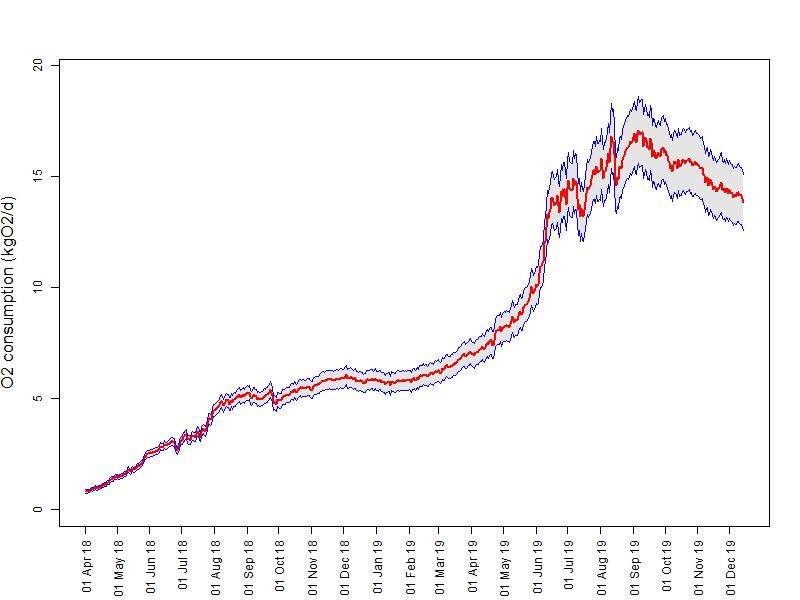 O2 consumption (kgO2/d)
20
15
10
5
0
01 Apr 18
01 May 18
01 Jun 18
01 Jul 18
01 Aug 18
01 Sep 18
01 Oct 18
01 Nov 18
01 Dec 18
01 Jan 19
01 Feb 19
01 Mar 19
01 Apr 19
01 May 19
01 Jun 19
01 Jul 19
01 Aug 19
01 Sep 19
01 Oct 19
01 Nov 19
01 Dec 19